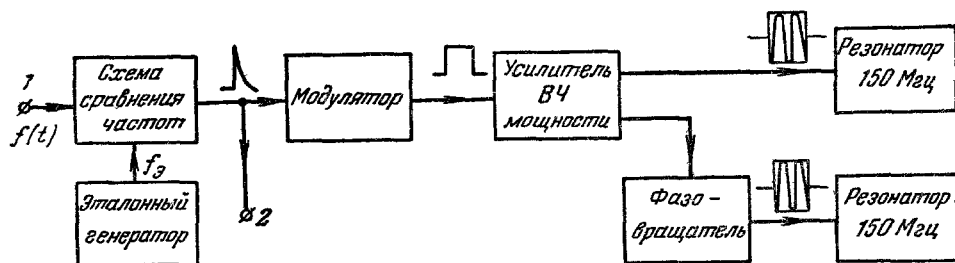 1
f(t)
Схема
сравнения
частот
fэ
Эталонный
генератор
2
Модулятор
Усилитель
ВЧ
мощности
Фазо-
вращатель
Резонатор
150 Мгц
Резонатор
150 Мгц